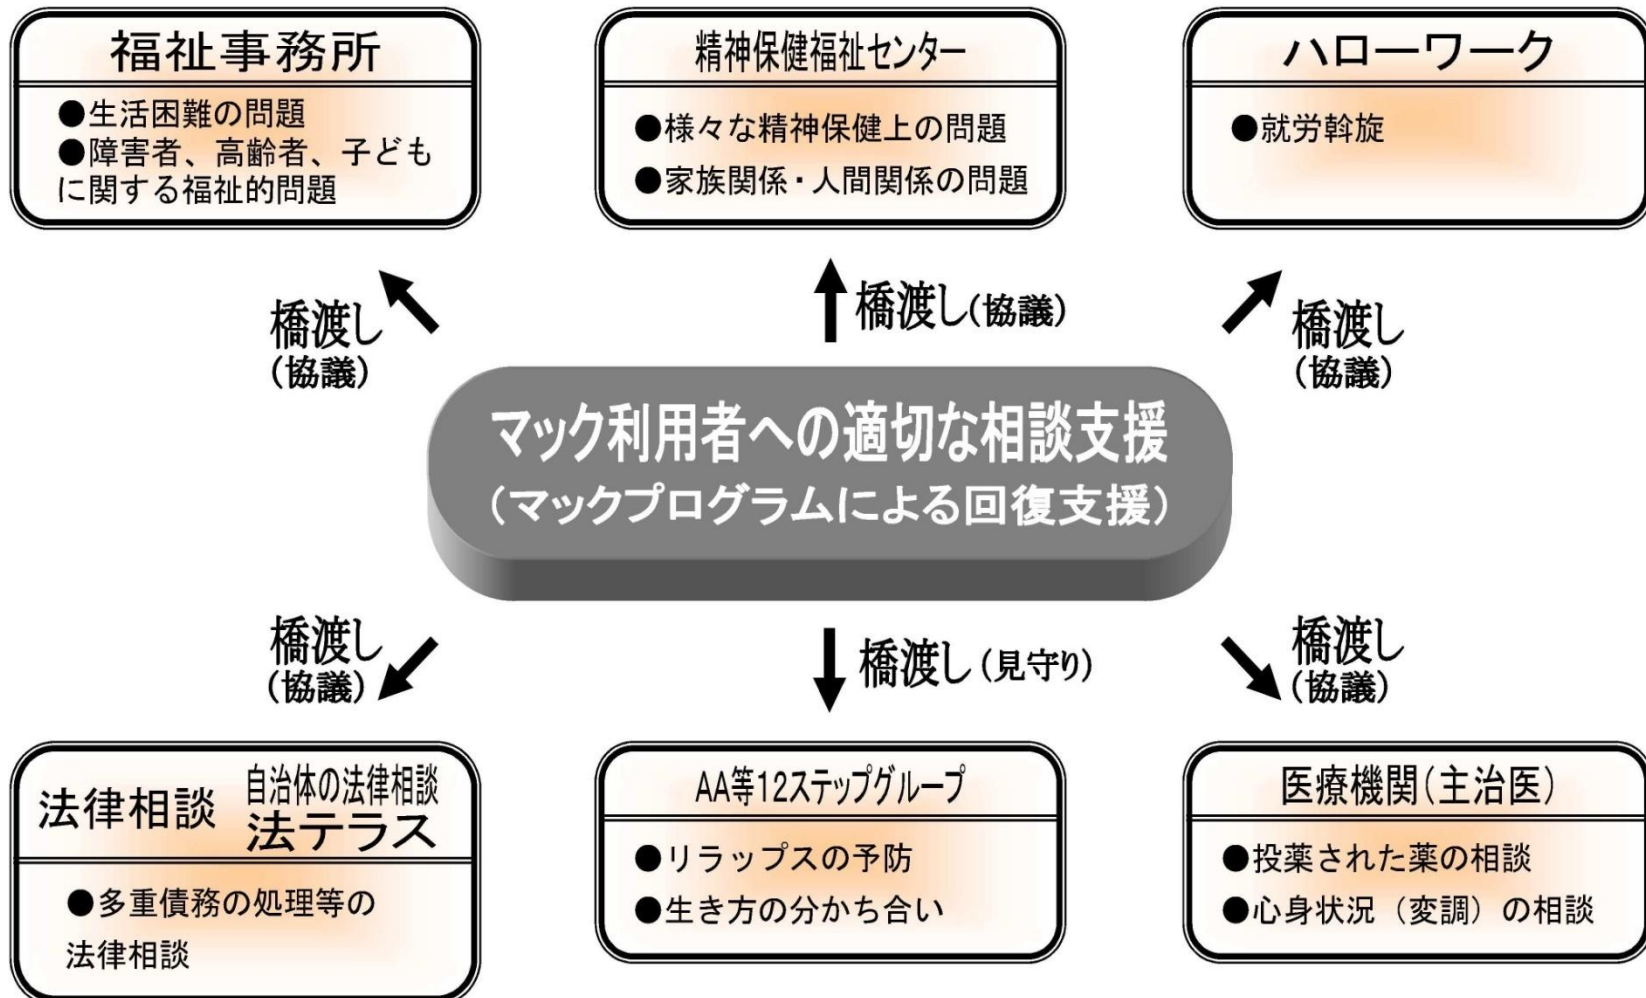 福祉事務所
●生活困難の問題
●障害者、高齢者、子ども
に関する福祉的問題
精神保健福祉センター
●様々な精神保健上の問題
●家族関係・人間関係の問題
ハローワーク
●就労斡旋
橋渡し
(協議)
橋渡し(協議)
橋渡し
(協議)
マック利用者への適切な相談支援
(マックプログラムによる回復支援)
橋渡し
(協議)
橋渡し(見守り)
橋渡し
(協議)
法律相談
自治体の法律相談
法テラス
●多重債務の処理等の
法律相談
AA等12ステップグループ
●リラップスの予防
●生き方の分かち合い
医療機関(主治医)
●投薬された薬の相談
●心身状況（変調）の相談